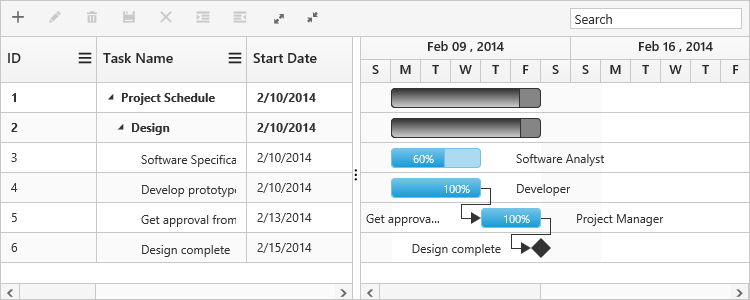 Search
ID Task Name Start Date
Feb 09 , 2014 Feb 16 , 2014
S M T W T F S S M T W T F
1 Project Schedule 2/10/2014
2 Design 2/10/2014
3 Software Specifica 2/10/2014 60% Software Analyst
4 Develop prototype 2/10/2014 100% Developer
5 Get approval from 2/13/2014 Get approva... 100% Project Manager
6 Design complete 2/15/2014 Design complete